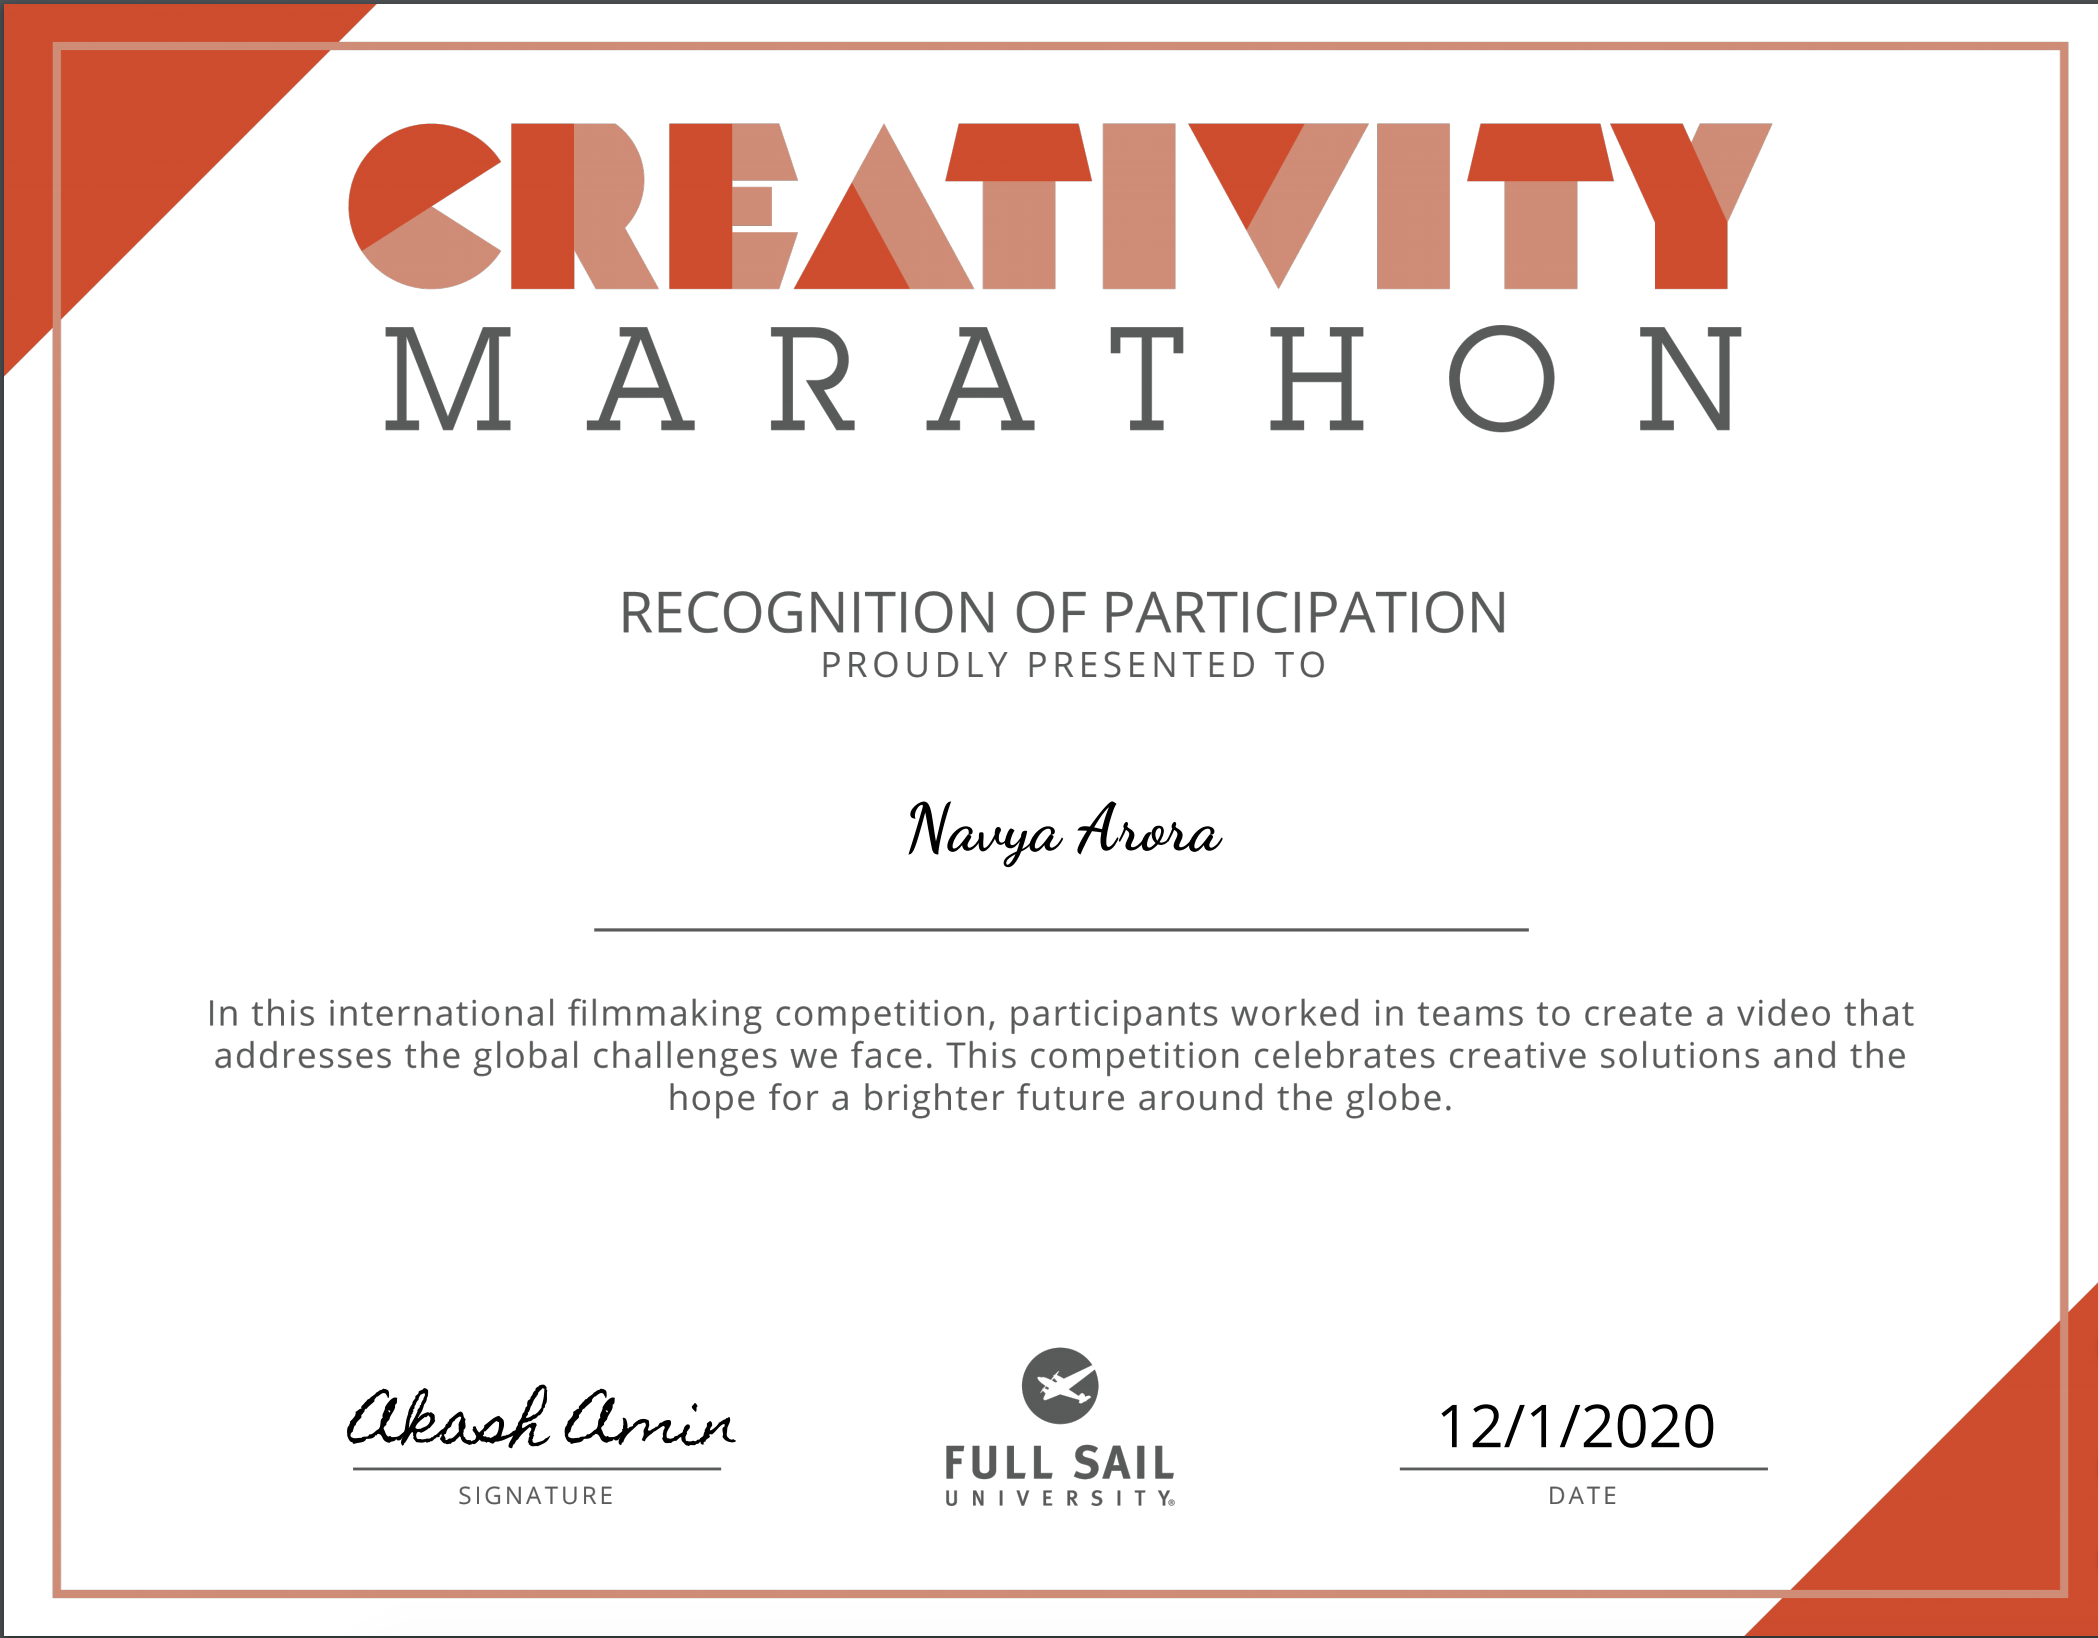 CREATIVITY
MARATHON
RECOGNITION OF PARTICIPATION
PROUDLY PRESENTED TO
Navya Arora
In this international filmmaking competition, participants worked in teams to create a video that
addresses the global challenges we face. This competition celebrates creative solutions and the
hope for a brighter future around the globe.
Akash Amin
SIGNATURE
FULL SAIL
UNIVERSITY®
12/1/2020
DATE